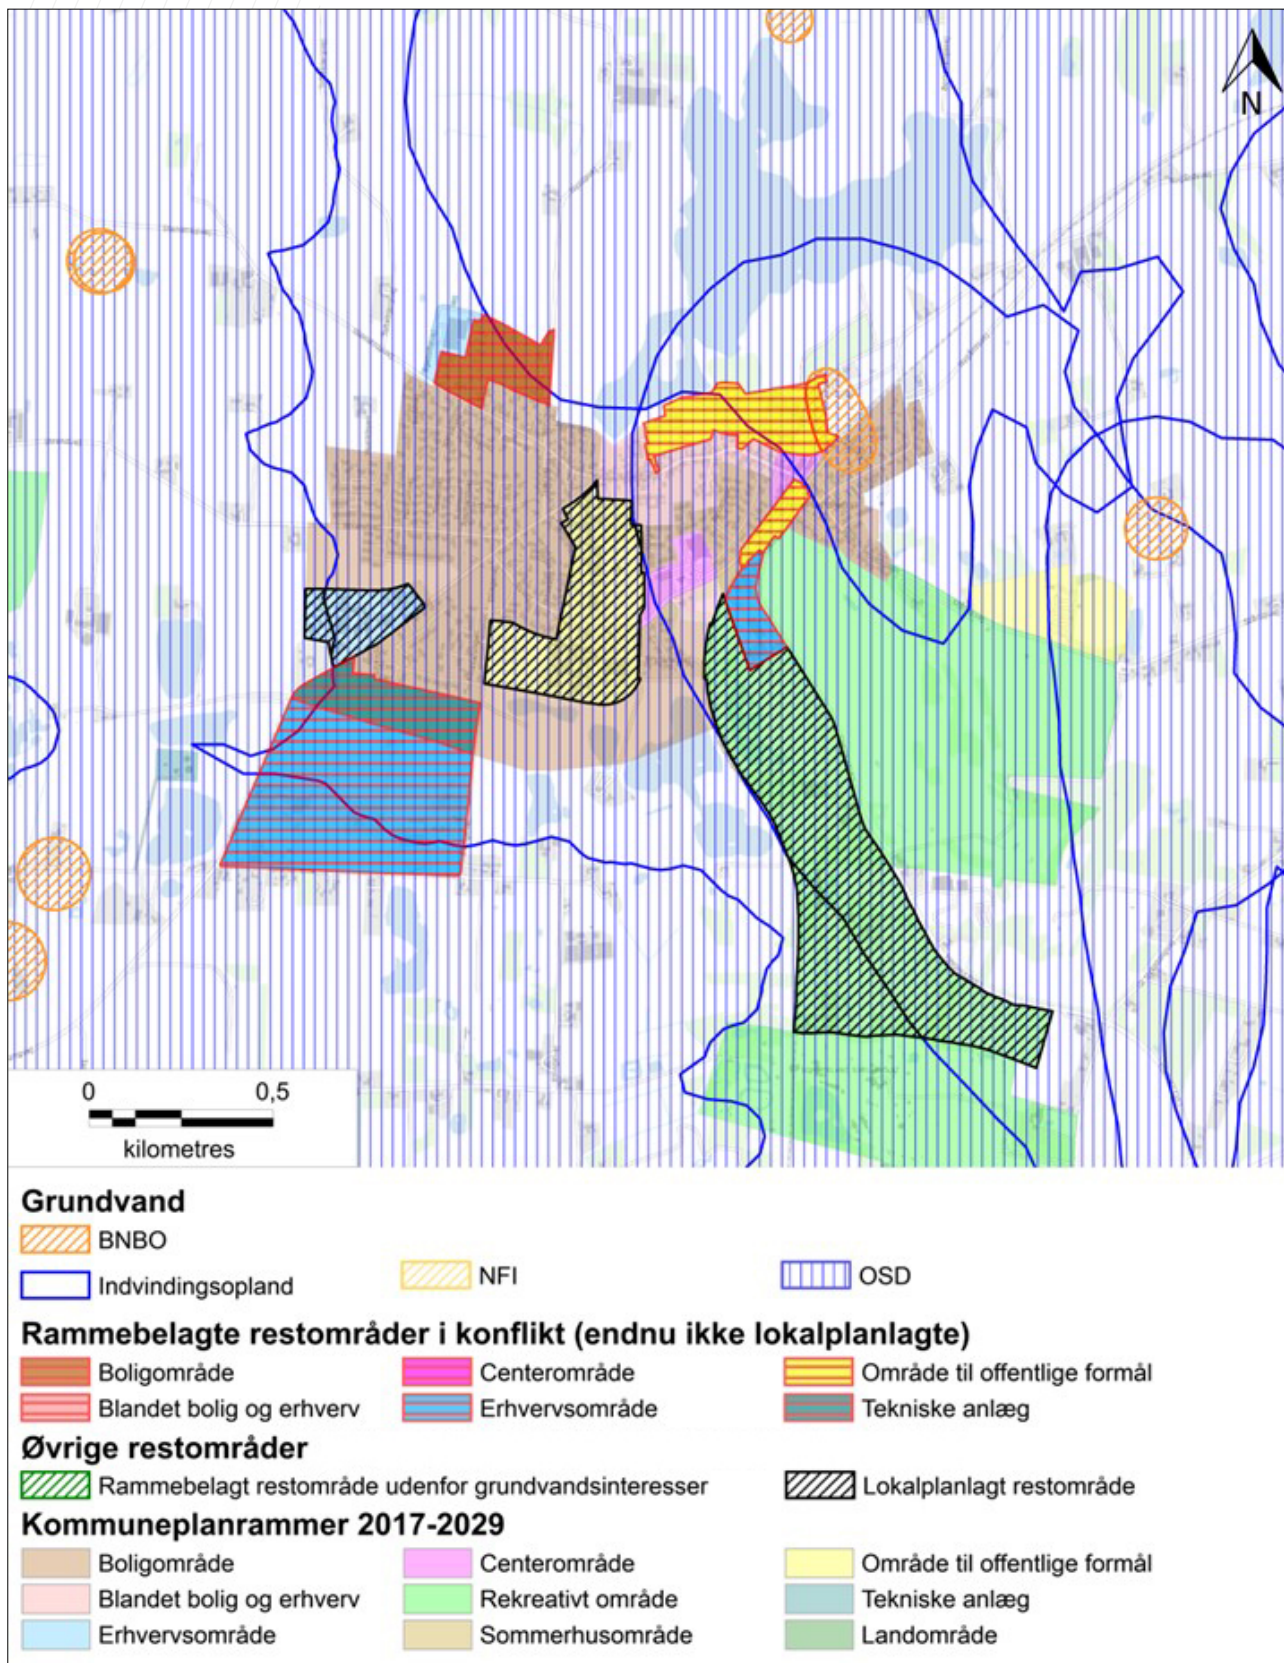 N
0 0,5
kilometres
Grundvand
BNBO
Indvindingsopland NFI OSD
Rammebelagte restområder i konflikt (endnu ikke lokalplanlagte)
Boligområde Centerområde Område til offentlige formål
Blandet bolig og erhverv Erhvervsområde Tekniske anlæg
Øvrige restområder
Rammebelagt restområde udenfor grundvandsinteresser Lokalplanlagt restområde
Kommuneplanrammer 2017-2029
Boligområde Centerområde Område til offentlige formål
Blandet bolig og erhverv Rekreativt område Tekniske anlæg
Erhvervsområde Sommerhusområde Landområde